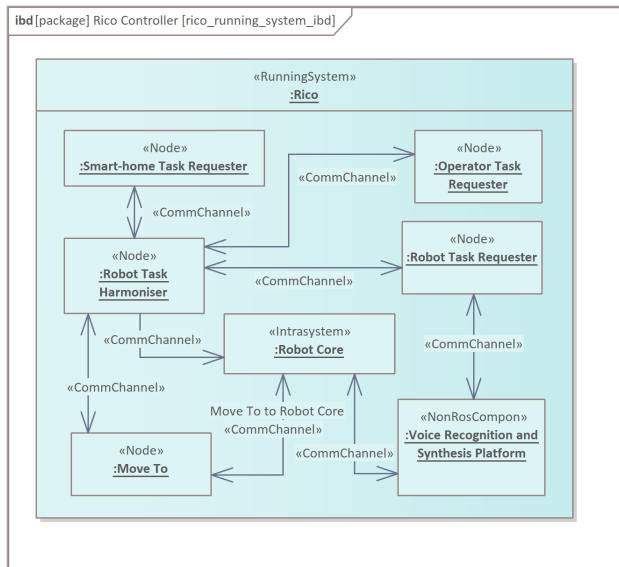 ibd [package] Rico Controller [rico_running_system_ibd]
«RunningSystem»
:Rico
«Node»
:Smart-home Task Requester
«Node»
:Operator Task
Requester
«CommChannel»
«CommChannel»
«Node»
:Robot Task
Harmoniser
«Node»
:Robot Task Requester
«CommChannel»
«CommChannel»
«Intrasystem»
:Robot Core
«CommChannel»
«CommChannel»
Move To to Robot Core
«CommChannel»
«Node»
:Move To
«CommChannel»
«NonRosCompon»
:Voice Recognition and
Synthesis Platform